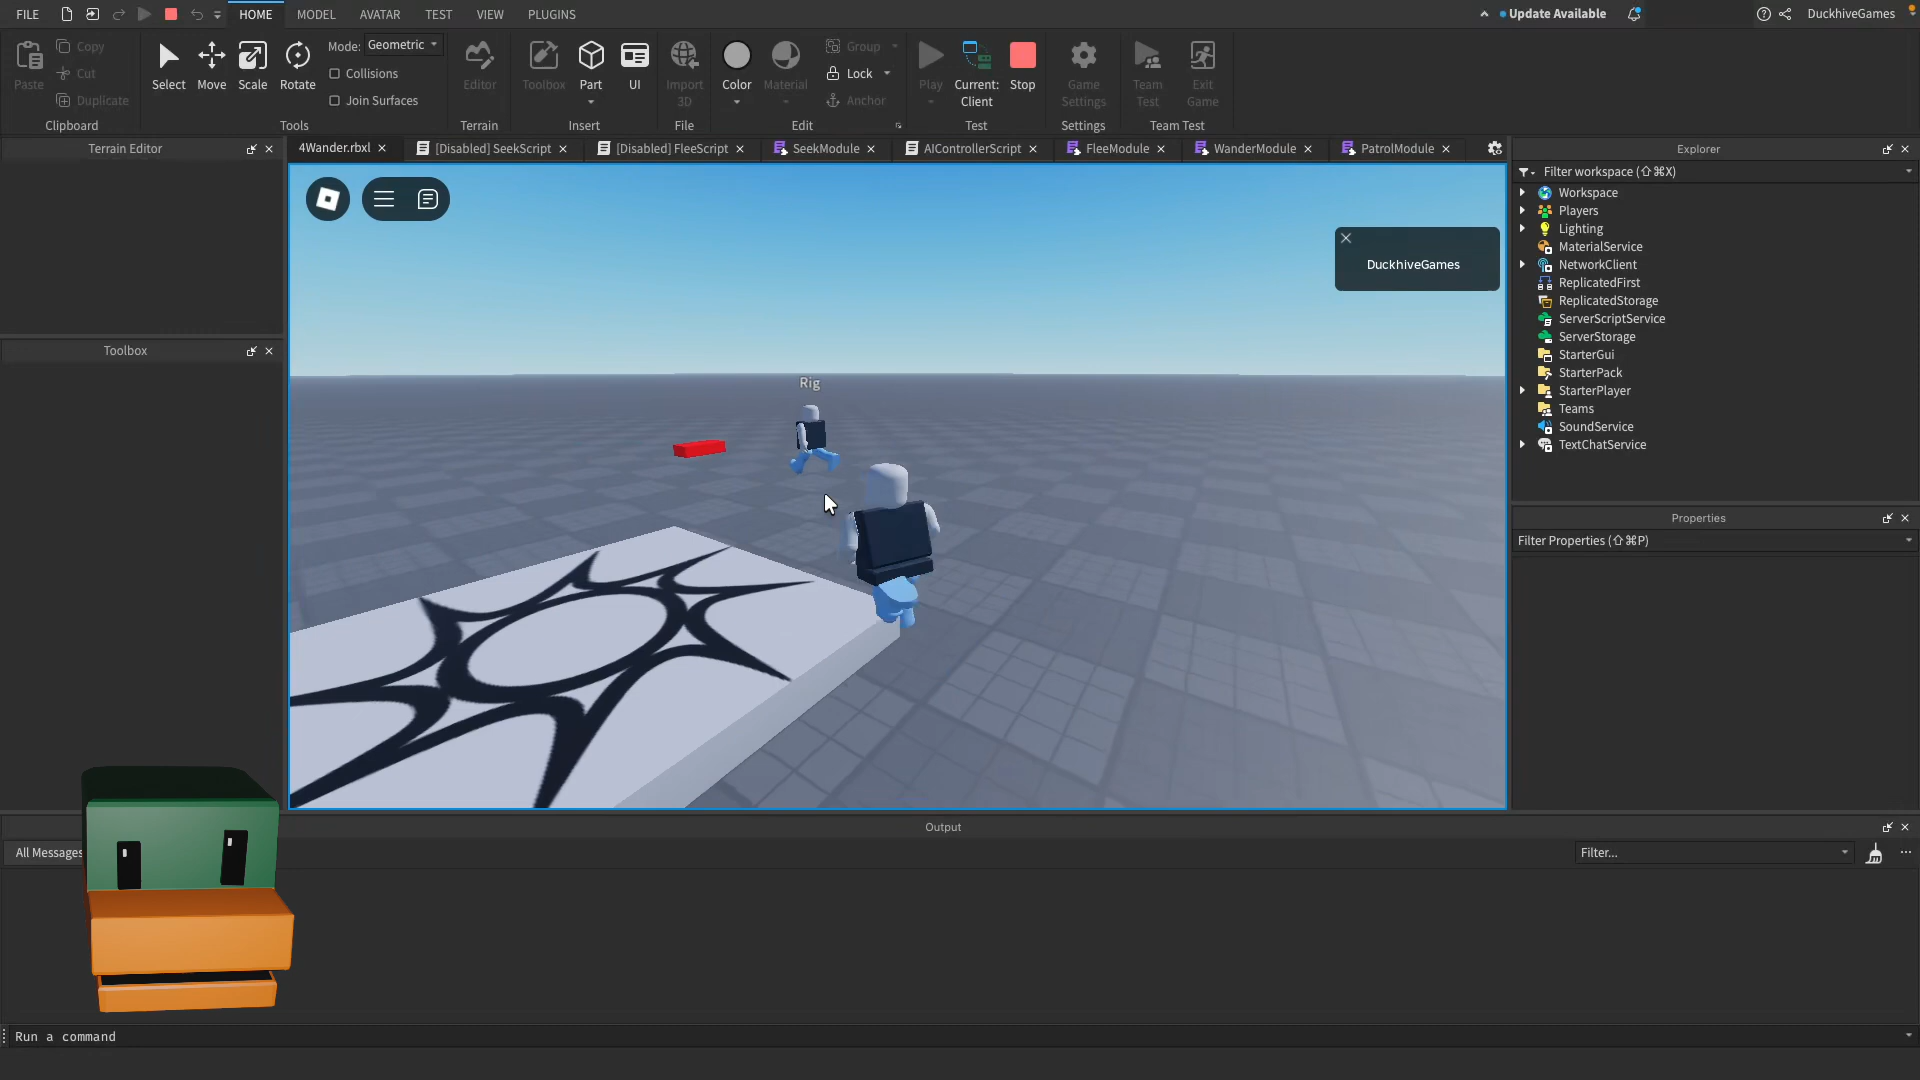 FILE HOME MODEL AVATAR TEST VIEW PLUGINS Update Available DuckhiveGames
Paste Copy Cut Duplicate Clipboard
Select Move Scale Rotate Mode: Geometric Collisions Join Surfaces Tools
Editor Terrain
Toolbox Part UI Insert
Import 3D File
Color Material Group Lock Anchor Edit
Play Current: Client Stop Test
Game Settings Settings
Team Test Exit Game Team Test
Terrain Editor
4Wander.rbxl [Disabled] SeekScript [Disabled] FleeScript SeekModule AIControllerScript FleeModule WanderModule PatrolModule
Toolbox
Rig
DuckhiveGames
Explorer
Filter workspace (⇧⌘X)
Workspace
Players
Lighting
MaterialService
NetworkClient
ReplicatedFirst
ReplicatedStorage
ServerScriptService
ServerStorage
StarterGui
StarterPack
StarterPlayer
Teams
SoundService
TextChatService
Properties
Filter Properties (⇧⌘P)
Output
All Messages Filter...
Run a command